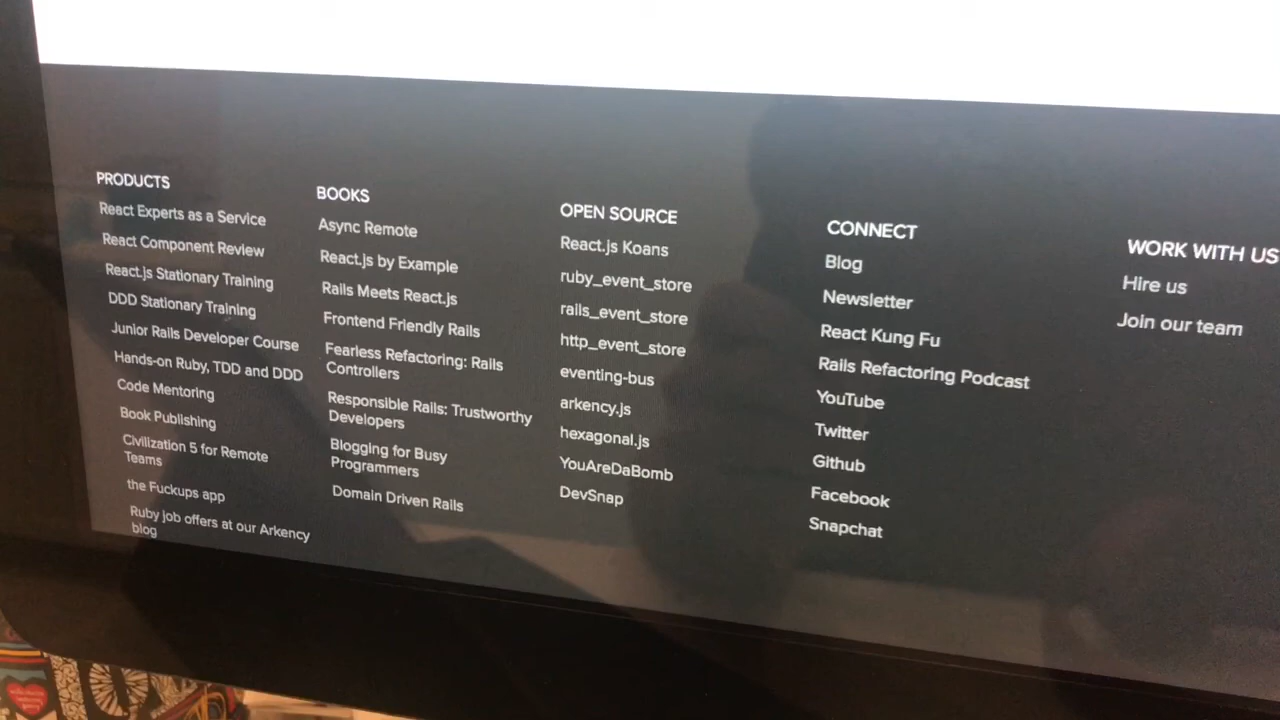 PRODUCTS
React Experts as a Service
React Component Review
React.js Stationary Training
DDD Stationary Training
Junior Rails Developer Course
Hands-on Ruby, TDD and DDD
Code Mentoring
Book Publishing
Civilization 5 for Remote
Teams
the Fuckups app
Ruby job offers at our Arkency
blog
BOOKS
Async Remote
React.js by Example
Rails Meets React.js
Frontend Friendly Rails
Fearless Refactoring: Rails
Controllers
Responsible Rails: Trustworthy
Developers
Blogging for Busy
Programmers
Domain Driven Rails
OPEN SOURCE
React.js Koans
ruby_event_store
rails_event_store
http_event_store
eventing-bus
arkency.js
hexagonal.js
YouAreDaBomb
DevSnap
CONNECT
Blog
Newsletter
React Kung Fu
Rails Refactoring Podcast
YouTube
Twitter
Github
Facebook
Snapchat
WORK WITH US
Hire us
Join our team